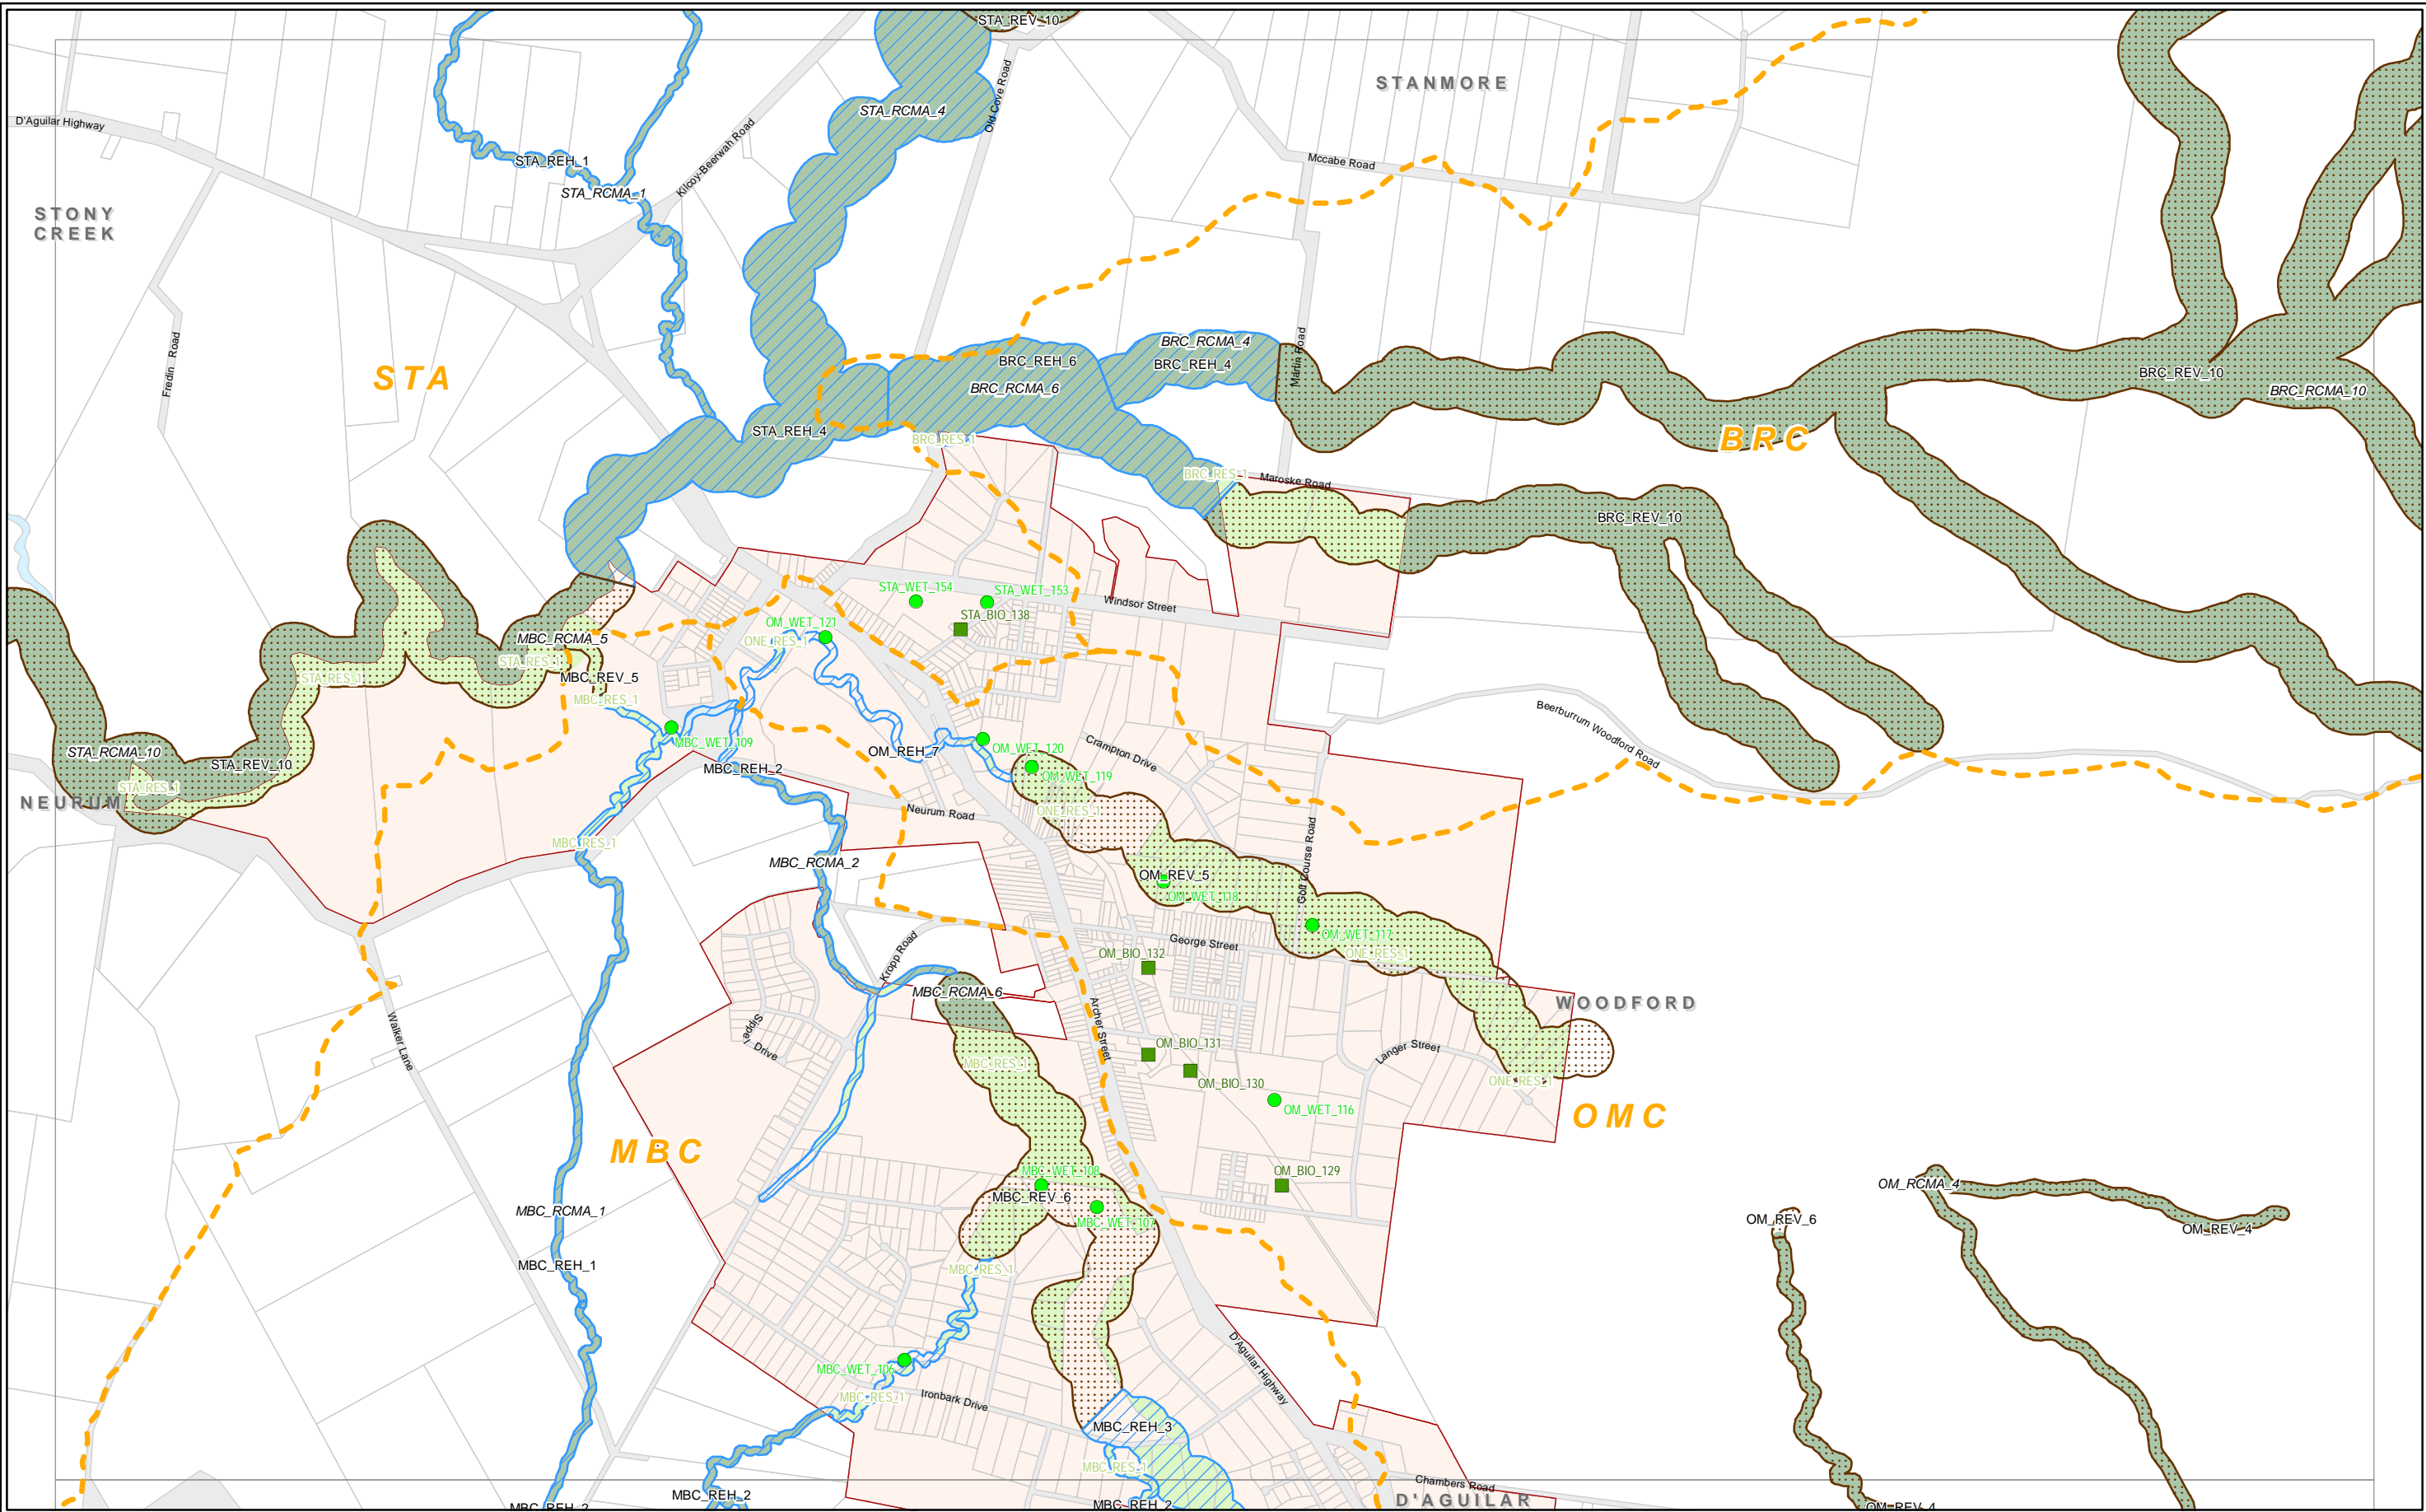 STA_REV_10
STANMORE
STA_RCMA_4
Old Cove Road
D'Aguilar Highway
Kilcoy-Beerwah Road
STA_REH_1
Mccabe Road
STA_RCMA_1
STONY
CREEK
Fredin Road
BRC_RCMA_4
Martin Road
BRC_REH_6
BRC_REH_4
STA
BRC_RCMA_6
BRC_REV_10
BRC_RCMA_10
STA_REH_4
BRC_RES_1
BRC
BRC_RES_1
Maroske Road
BRC_REV_10
STA_WET_154
STA_WET_153
Windsor Street
STA_BIO_138
OM_WET_121
MBC_RCMA_5
ONE_RES_1
STA_RES_1
STA_RES_1
MBC_REV_5
MBC_RES_1
Beerburrum Woodford Road
MBC_WET_109
OM_REH_7
OM_WET_120
Crampton Drive
STA_RCMA_10
STA_REV_10
MBC_REH_2
OM_WET_119
STA_RES_1
NEURUM
Neurum Road
ONE_RES_1
MBC_RES_1
Golf Course Road
MBC_RCMA_2
OM_REV_5
OM_WET_118
OM_WET_117
George Street
Kropp Road
OM_BIO_132
ONE_RES_1
MBC_RCMA_6
WOODFORD
Walker Lane
Slipper
Drive
Archer Street
OM_BIO_131
Langer Street
MBC_RES_1
OM_BIO_130
ONE_RES_1
OM_WET_116
OMC
MBC
MBC_WET_108
OM_BIO_129
OM_RCMA_4
MBC_REV_6
MBC_RCMA_1
MBC_WET_107
OM_REV_6
OM_REV_4
MBC_REH_1
MBC_RES_1
D'Aguilar Highway
MBC_WET_106
MBC_RES_1
Ironbark Drive
MBC_REH_3
MBC_RES_1
Chambers Road
MBC_REH_2
D'AGUILAR
MBC_REH_2
MBC_REH_2
OM_REV_4